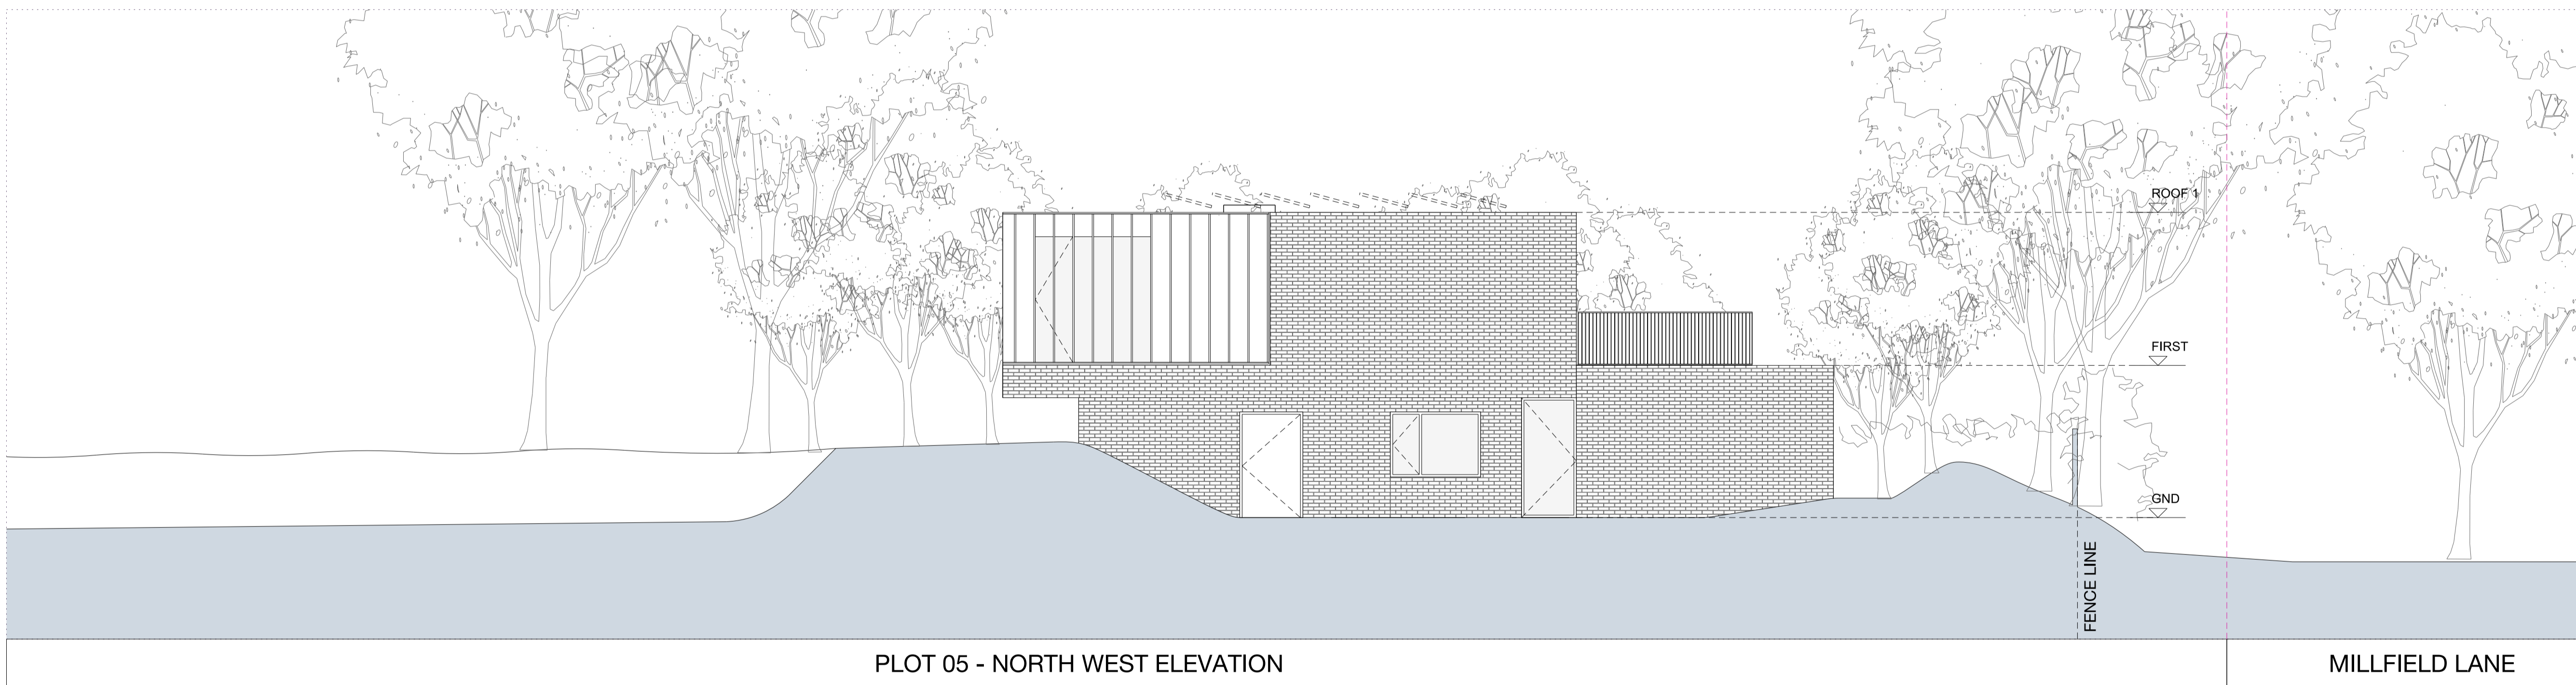 ROOF 1
FIRST
GND
FENCE LINE
PLOT 05 - NORTH WEST ELEVATION
MILLFIELD LANE